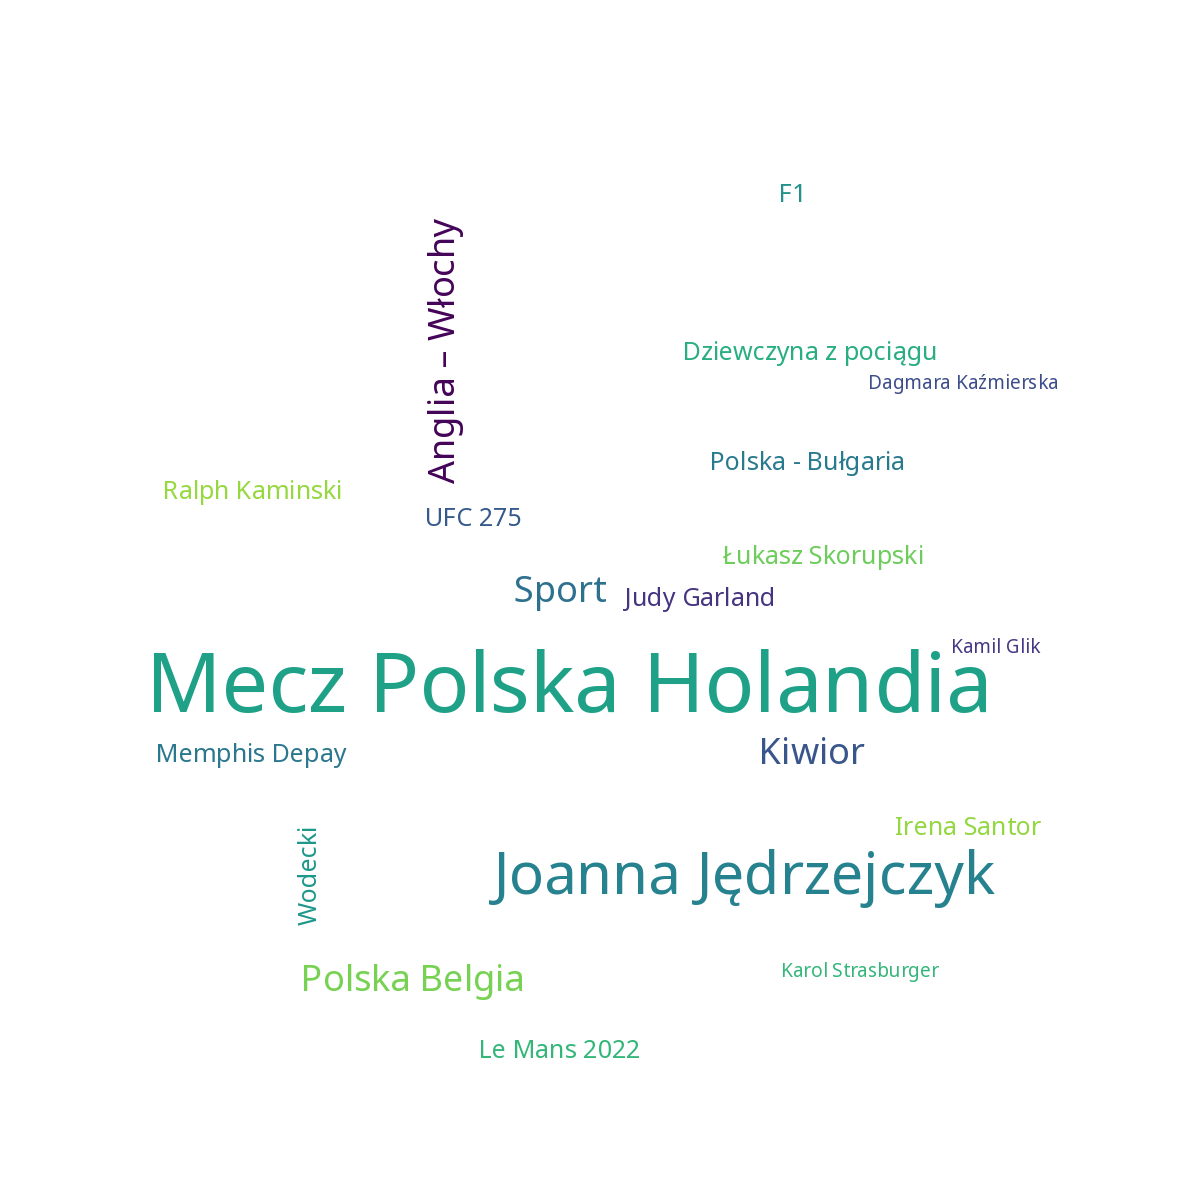 F1
Anglia – Włochy
Dziewczyna z pociągu
Dagmara Kaźmierska
Polska - Bułgaria
Ralph Kaminski
UFC 275
Łukasz Skorupski
Sport
Judy Garland
Kamil Glik
Mecz Polska Holandia
Memphis Depay
Kiwior
Irena Santor
Wodecki
Joanna Jędrzejczyk
Polska Belgia
Karol Strasburger
Le Mans 2022